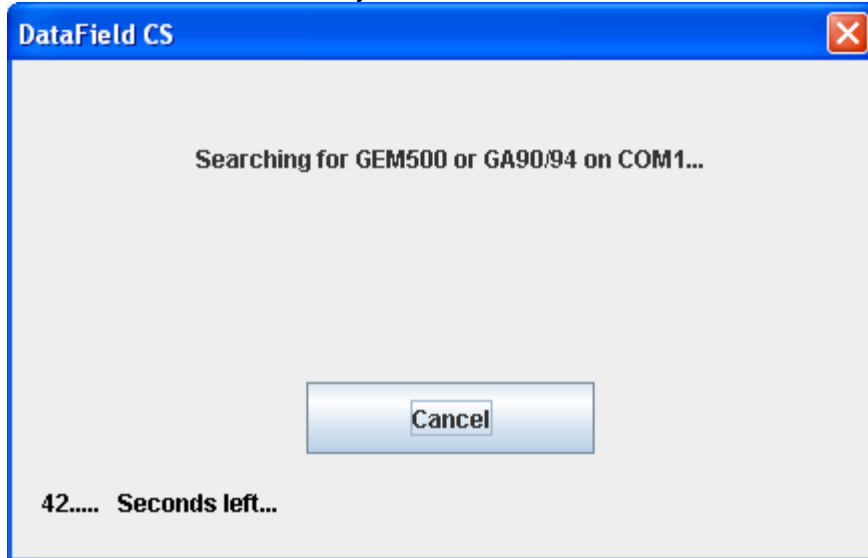 DataField CS
Searching for GEM500 or GA90/94 on COM1...
Cancel
42..... Seconds left...